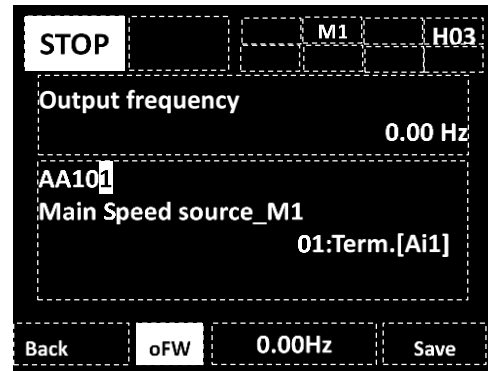 STOP M1 H03
Output frequency
0.00 Hz
AA101
Main Speed source_M1
01:Term.[Ai1]
Back oFW 0.00Hz Save